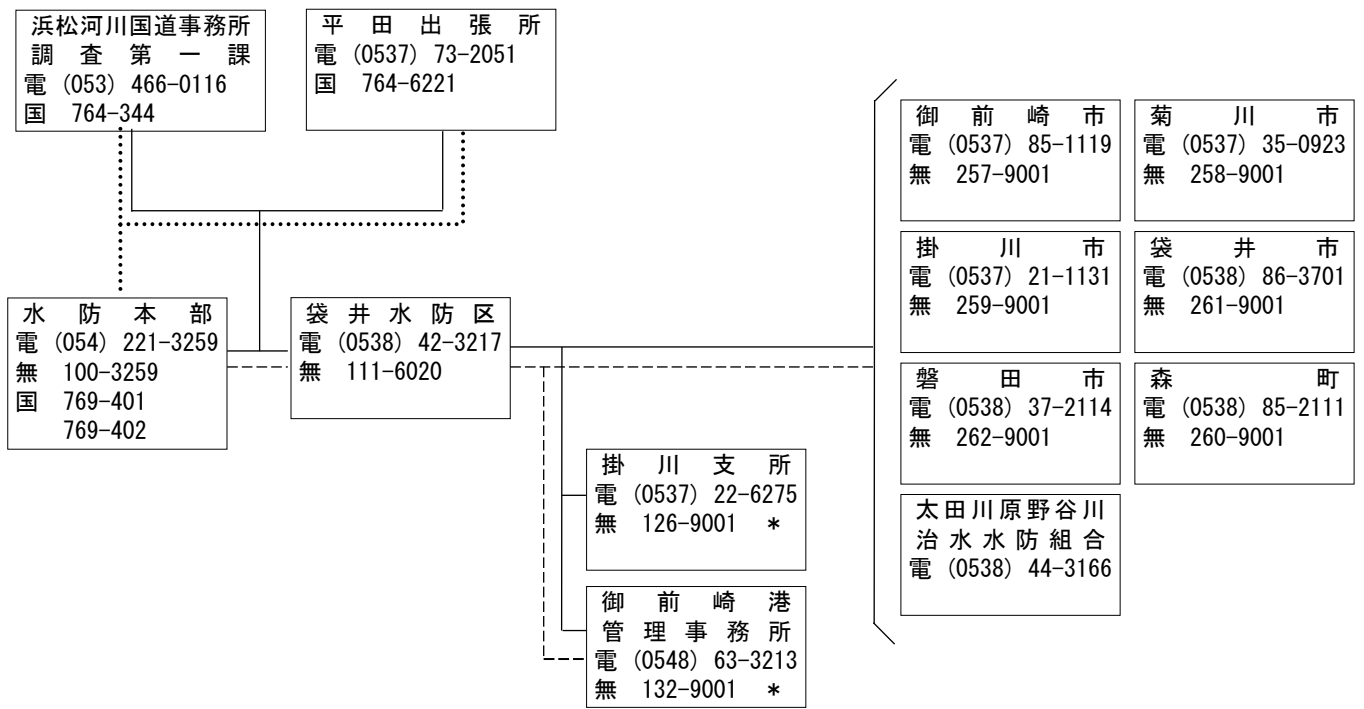 浜松河川国道事務所
調査第一課
電 (053) 466-0116
国 764-344
平田出張所
電 (0537) 73-2051
国 764-6221
水防本部
電 (054) 221-3259
無 100-3259
国 769-401
769-402
袋井水防区
電 (0538) 42-3217
無 111-6020
掛川支所
電 (0537) 22-6275
無 126-9001 *
御前崎港
管理事務所
電 (0548) 63-3213
無 132-9001 *
御前崎市
電 (0537) 85-1119
無 257-9001
菊川市
電 (0537) 35-0923
無 258-9001
掛川市
電 (0537) 21-1131
無 259-9001
袋井市
電 (0538) 86-3701
無 261-9001
磐田市
電 (0538) 37-2114
無 262-9001
森町
電 (0538) 85-2111
無 260-9001
太田川原野谷川
治水水防組合
電 (0538) 44-3166